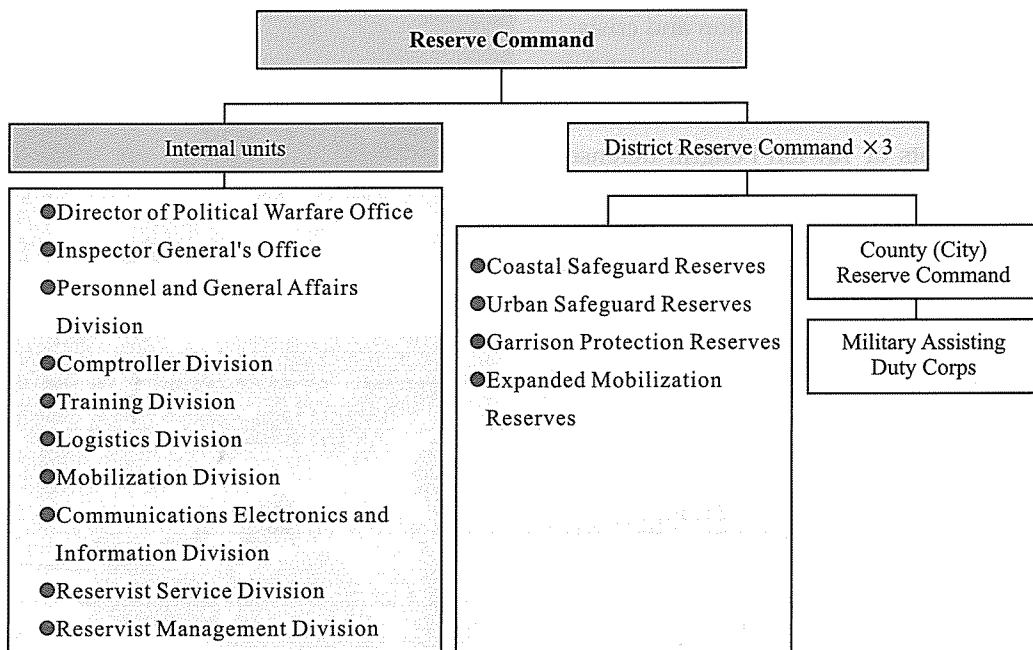 Reserve Command
Internal units
●Director of Political Warfare Office
●Inspector General's Office
●Personnel and General Affairs
Division
●Comptroller Division
●Training Division
●Logistics Division
●Mobilization Division
●Communications Electronics and
Information Division
●Reservist Service Division
●Reservist Management Division
District Reserve Command ×3
●Coastal Safeguard Reserves
●Urban Safeguard Reserves
●Garrison Protection Reserves
●Expanded Mobilization
Reserves
County (City)
Reserve Command
Military Assisting
Duty Corps